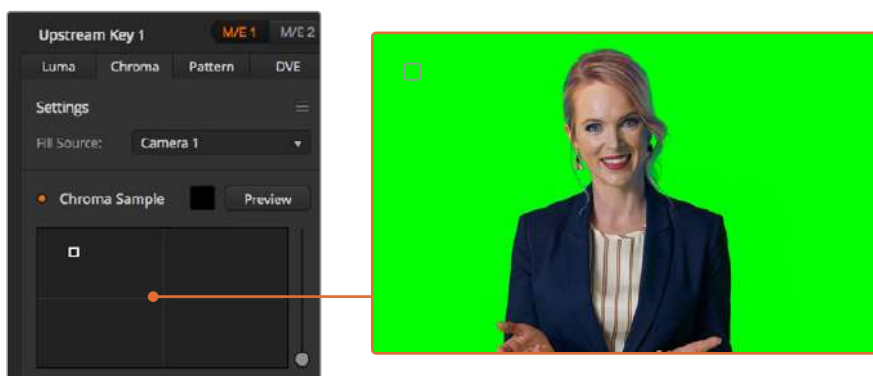 Upstream Key 1 M/E 1 M/E 2
Luma Chroma Pattern DVE
Settings
Fill Source: Camera 1
Chroma Sample Preview